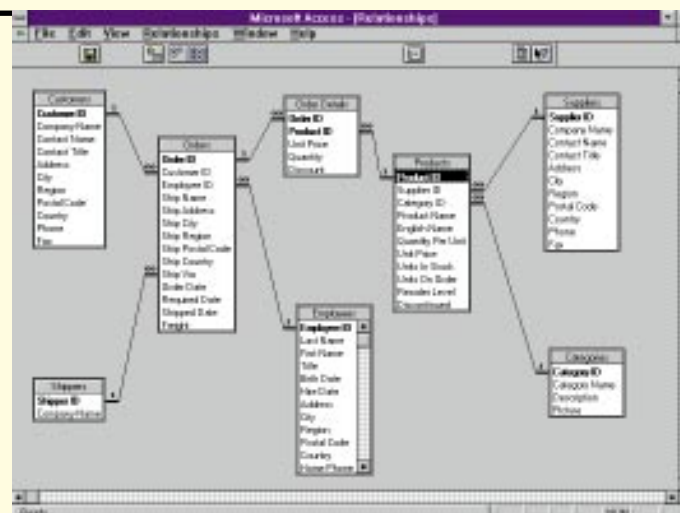 Microsoft Access - [Relationships]
File Edit View Relationships Window Help
Customers
Customer ID
Company Name
Contact Name
Contact Title
Address
City
Region
Postal Code
Country
Phone
Fax
Orders
Order ID
Customer ID
Employee ID
Ship Name
Ship Address
Ship City
Ship Region
Ship Postal Code
Ship Country
Ship Via
Order Date
Required Date
Shipped Date
Freight
Order Details
Order ID
Product ID
Unit Price
Quantity
Discount
Products
Product ID
Supplier ID
Category ID
Product Name
English Name
Quantity Per Unit
Unit Price
Units In Stock
Units On Order
Reorder Level
Discontinued
Suppliers
Supplier ID
Company Name
Contact Name
Contact Title
Address
City
Region
Postal Code
Country
Phone
Fax
Shippers
Shipper ID
Company Name
Employees
Employee ID
Last Name
First Name
Title
Birth Date
Hire Date
Address
City
Region
Postal Code
Country
Home Phone
Categories
Category ID
Category Name
Description
Picture
Ready